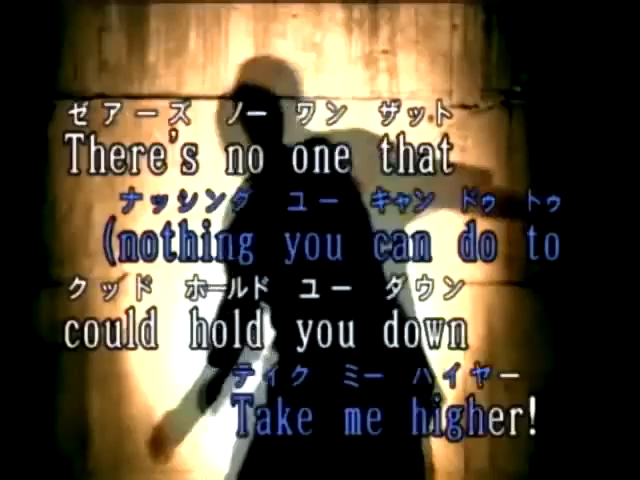 ゼアーズ ノー ワン ザット
There's no one that
ナッシング ユー キャン ドゥ トゥ
(nothing you can do to
クッド ホールド ユー ダウン
could hold you down
テイク ミー ハイヤー
Take me higher!